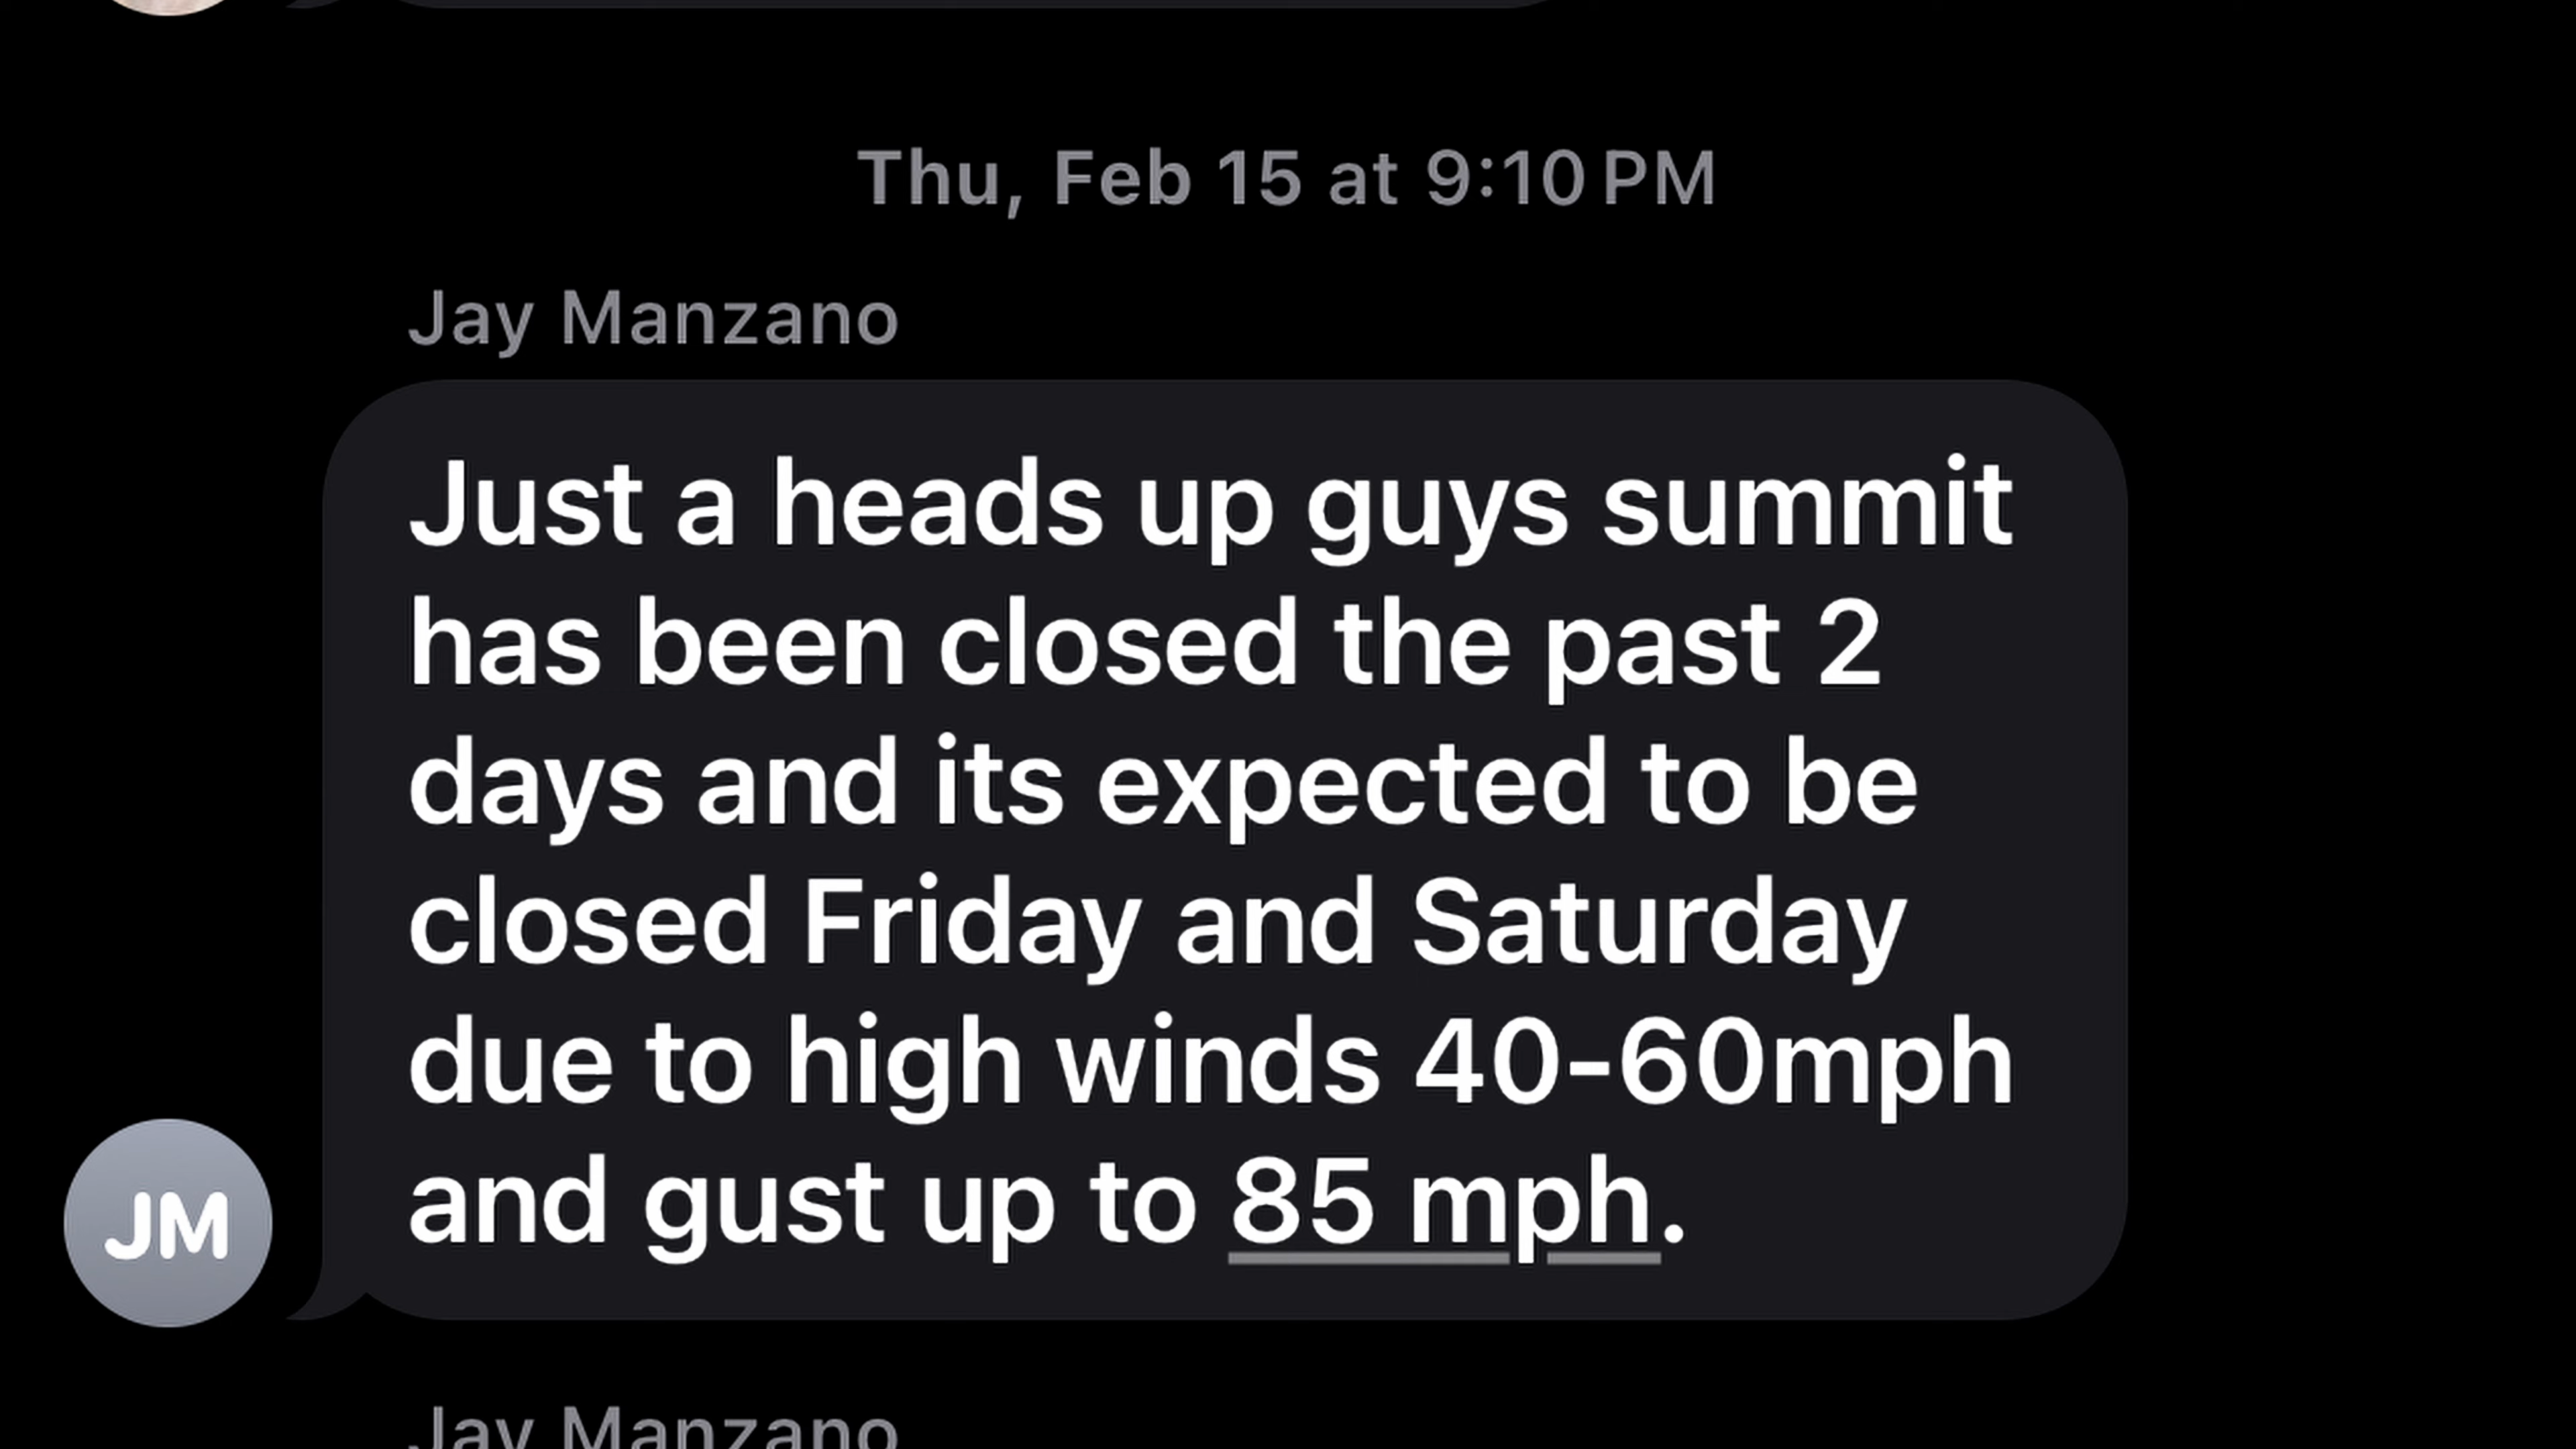 Thu, Feb 15 at 9:10 PM
Jay Manzano
Just a heads up guys summit
has been closed the past 2
days and its expected to be
closed Friday and Saturday
due to high winds 40-60mph
and gust up to 85 mph.
JM
Jay Manzano